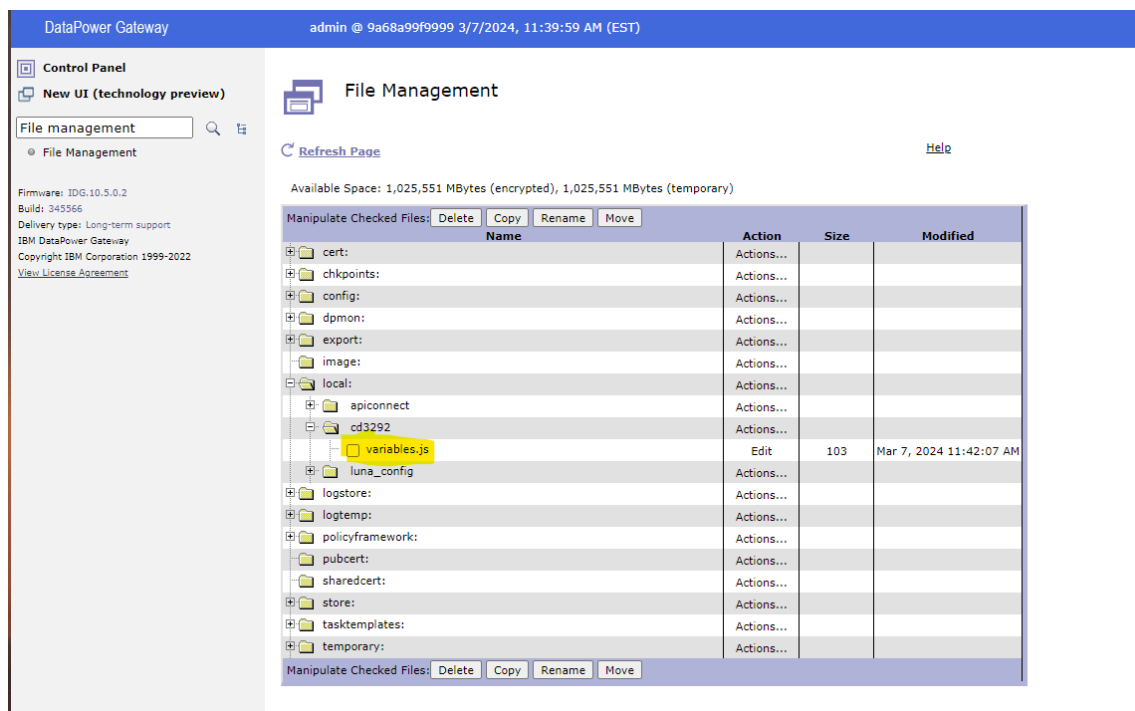 DataPower Gateway admin @ 9a68a99f9999 3/7/2024, 11:39:59 AM (EST)
Control Panel
New UI (technology preview)
File management
File Management
Firmware: IDG.10.5.0.2
Build: 345566
Delivery type: Long-term support
IBM DataPower Gateway
Copyright IBM Corporation 1999-2022
View License Agreement
File Management
Refresh Page Help
Available Space: 1,025,551 MBytes (encrypted), 1,025,551 MBytes (temporary)
Manipulate Checked Files: Delete Copy Rename Move
Name Action Size Modified
cert: Actions...
chkpoints: Actions...
config: Actions...
dpmon: Actions...
export: Actions...
image: Actions...
local: Actions...
apiconnect Actions...
cd3292 Actions...
variables.js Edit 103 Mar 7, 2024 11:42:07 AM
luna_config Actions...
logstore: Actions...
logtemp: Actions...
policyframework: Actions...
pubcert: Actions...
sharedcert: Actions...
store: Actions...
tasktemplates: Actions...
temporary: Actions...
Manipulate Checked Files: Delete Copy Rename Move